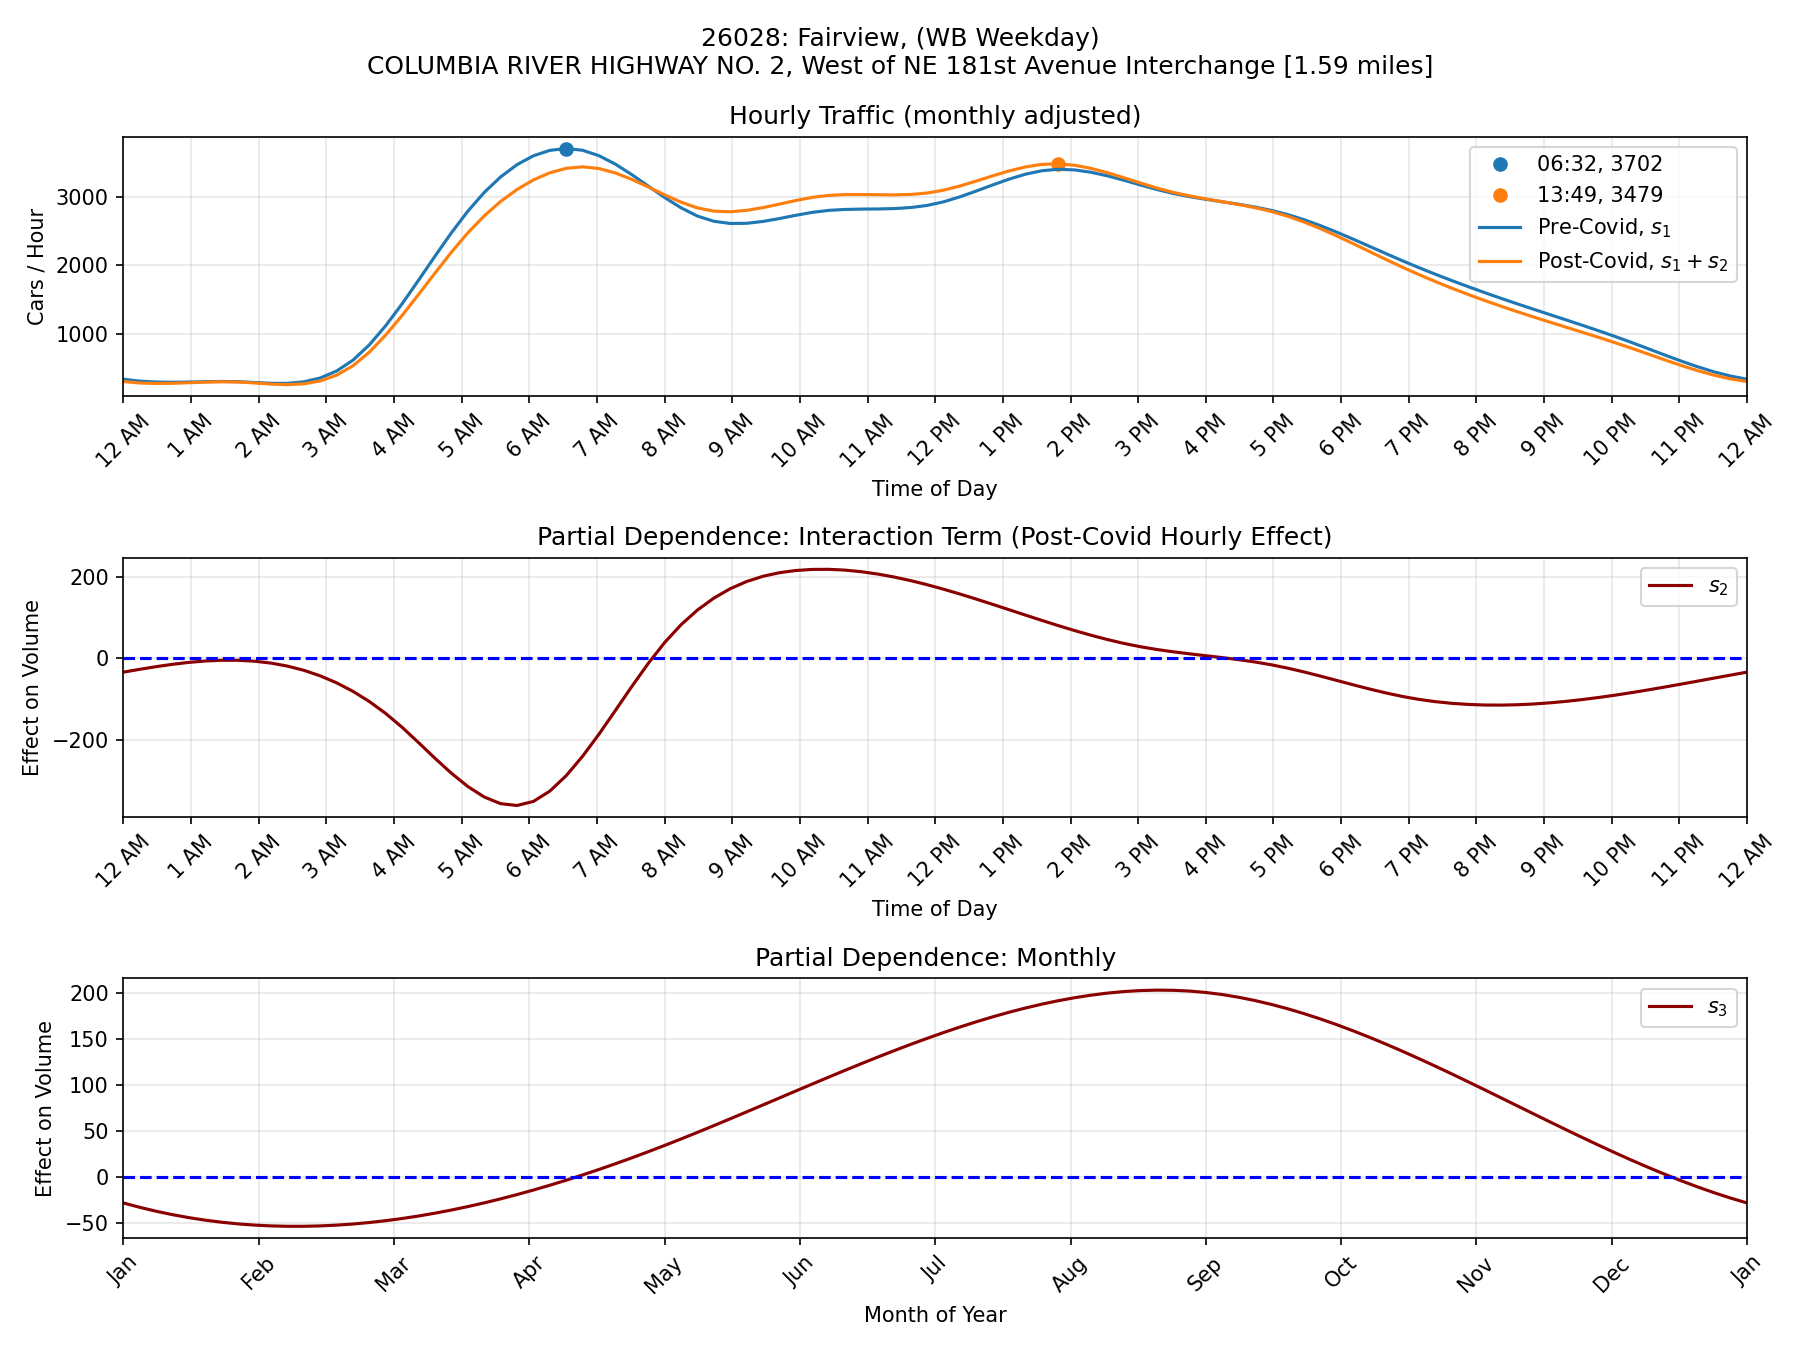 26028: Fairview, (WB Weekday)
COLUMBIA RIVER HIGHWAY NO. 2, West of NE 181st Avenue Interchange [1.59 miles]
Hourly Traffic (monthly adjusted)
Cars / Hour
3000
2000
1000
06:32, 3702
13:49, 3479
Pre-Covid, s₁
Post-Covid, s₁ + s₂
12 AM 1 AM 2 AM 3 AM 4 AM 5 AM 6 AM 7 AM 8 AM 9 AM 10 AM 11 AM 12 PM 1 PM 2 PM 3 PM 4 PM 5 PM 6 PM 7 PM 8 PM 9 PM 10 PM 11 PM 12 AM
Time of Day
Partial Dependence: Interaction Term (Post-Covid Hourly Effect)
Effect on Volume
200
0
−200
s₂
12 AM 1 AM 2 AM 3 AM 4 AM 5 AM 6 AM 7 AM 8 AM 9 AM 10 AM 11 AM 12 PM 1 PM 2 PM 3 PM 4 PM 5 PM 6 PM 7 PM 8 PM 9 PM 10 PM 11 PM 12 AM
Time of Day
Partial Dependence: Monthly
Effect on Volume
200
150
100
50
0
−50
s₃
Jan Feb Mar Apr May Jun Jul Aug Sep Oct Nov Dec Jan
Month of Year